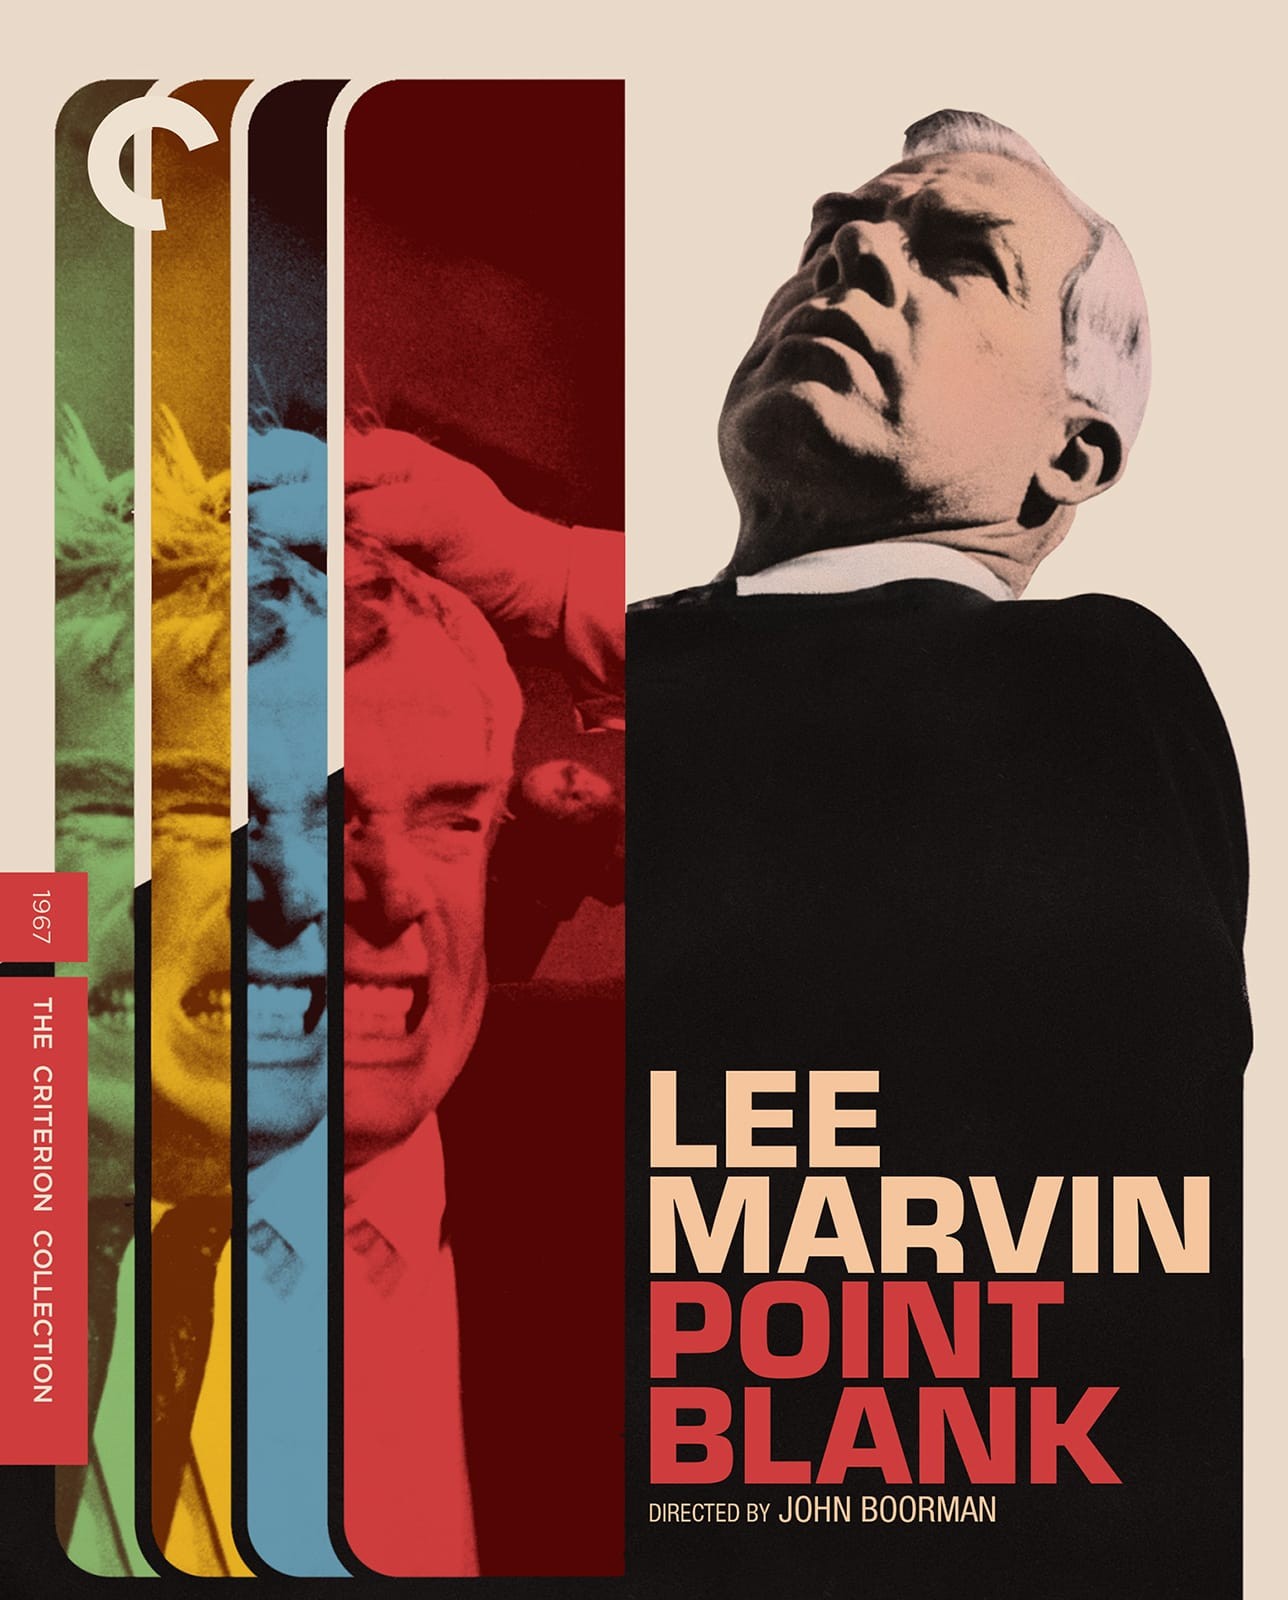 1967
THE CRITERION COLLECTION
LEE
MARVIN
POINT
BLANK
DIRECTED BY JOHN BOORMAN